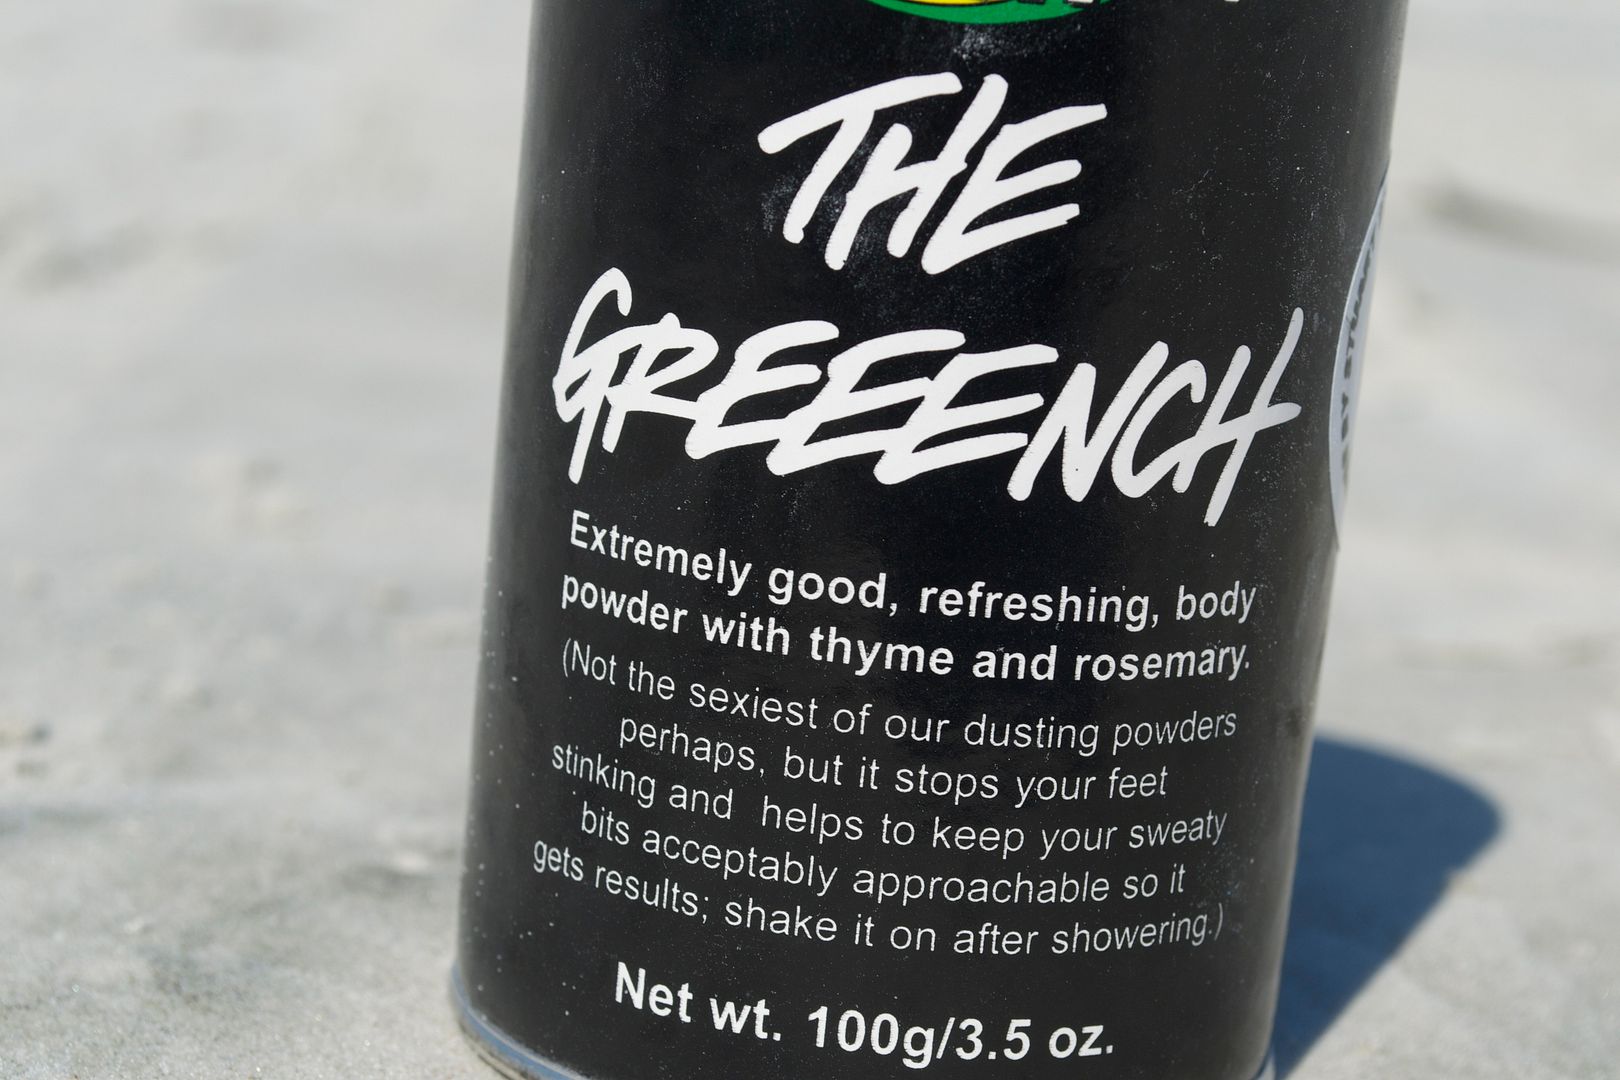 THE
GREEENCH
Extremely good, refreshing, body
powder with thyme and rosemary.
(Not the sexiest of our dusting powders
perhaps, but it stops your feet
stinking and helps to keep your sweaty
bits acceptably approachable so it
gets results; shake it on after showering.)
Net wt. 100g/3.5 oz.